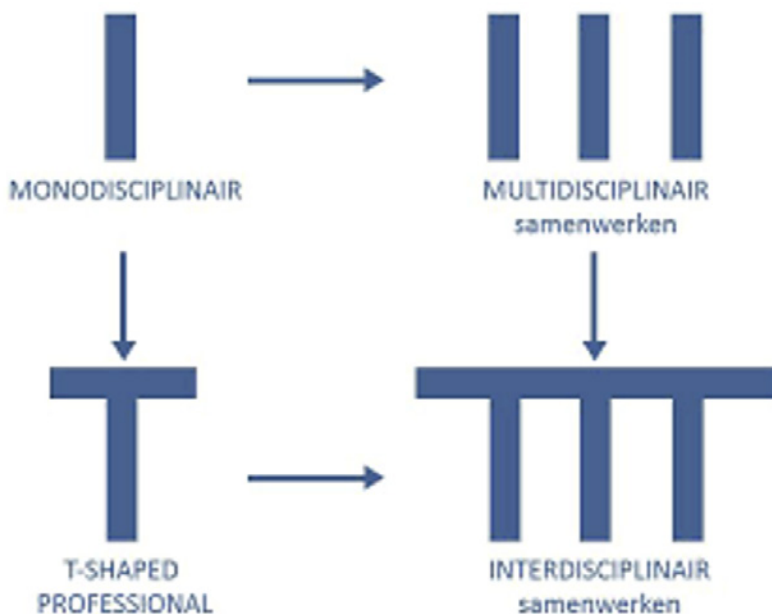 MONODISCIPLINAIR
MULTIDISCIPLINAIR
samenwerken
T-SHAPED
PROFESSIONAL
INTERDISCIPLINAIR
samenwerken